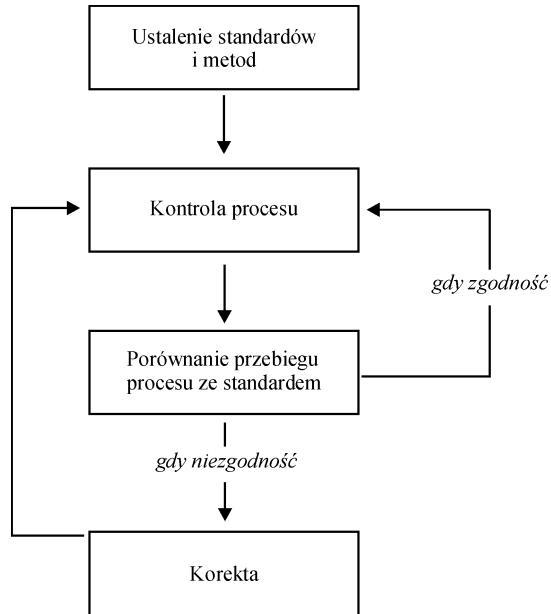 Ustalenie standardów
i metod
Kontrola procesu
gdy zgodność
Porównanie przebiegu
procesu ze standardem
gdy niezgodność
Korekta